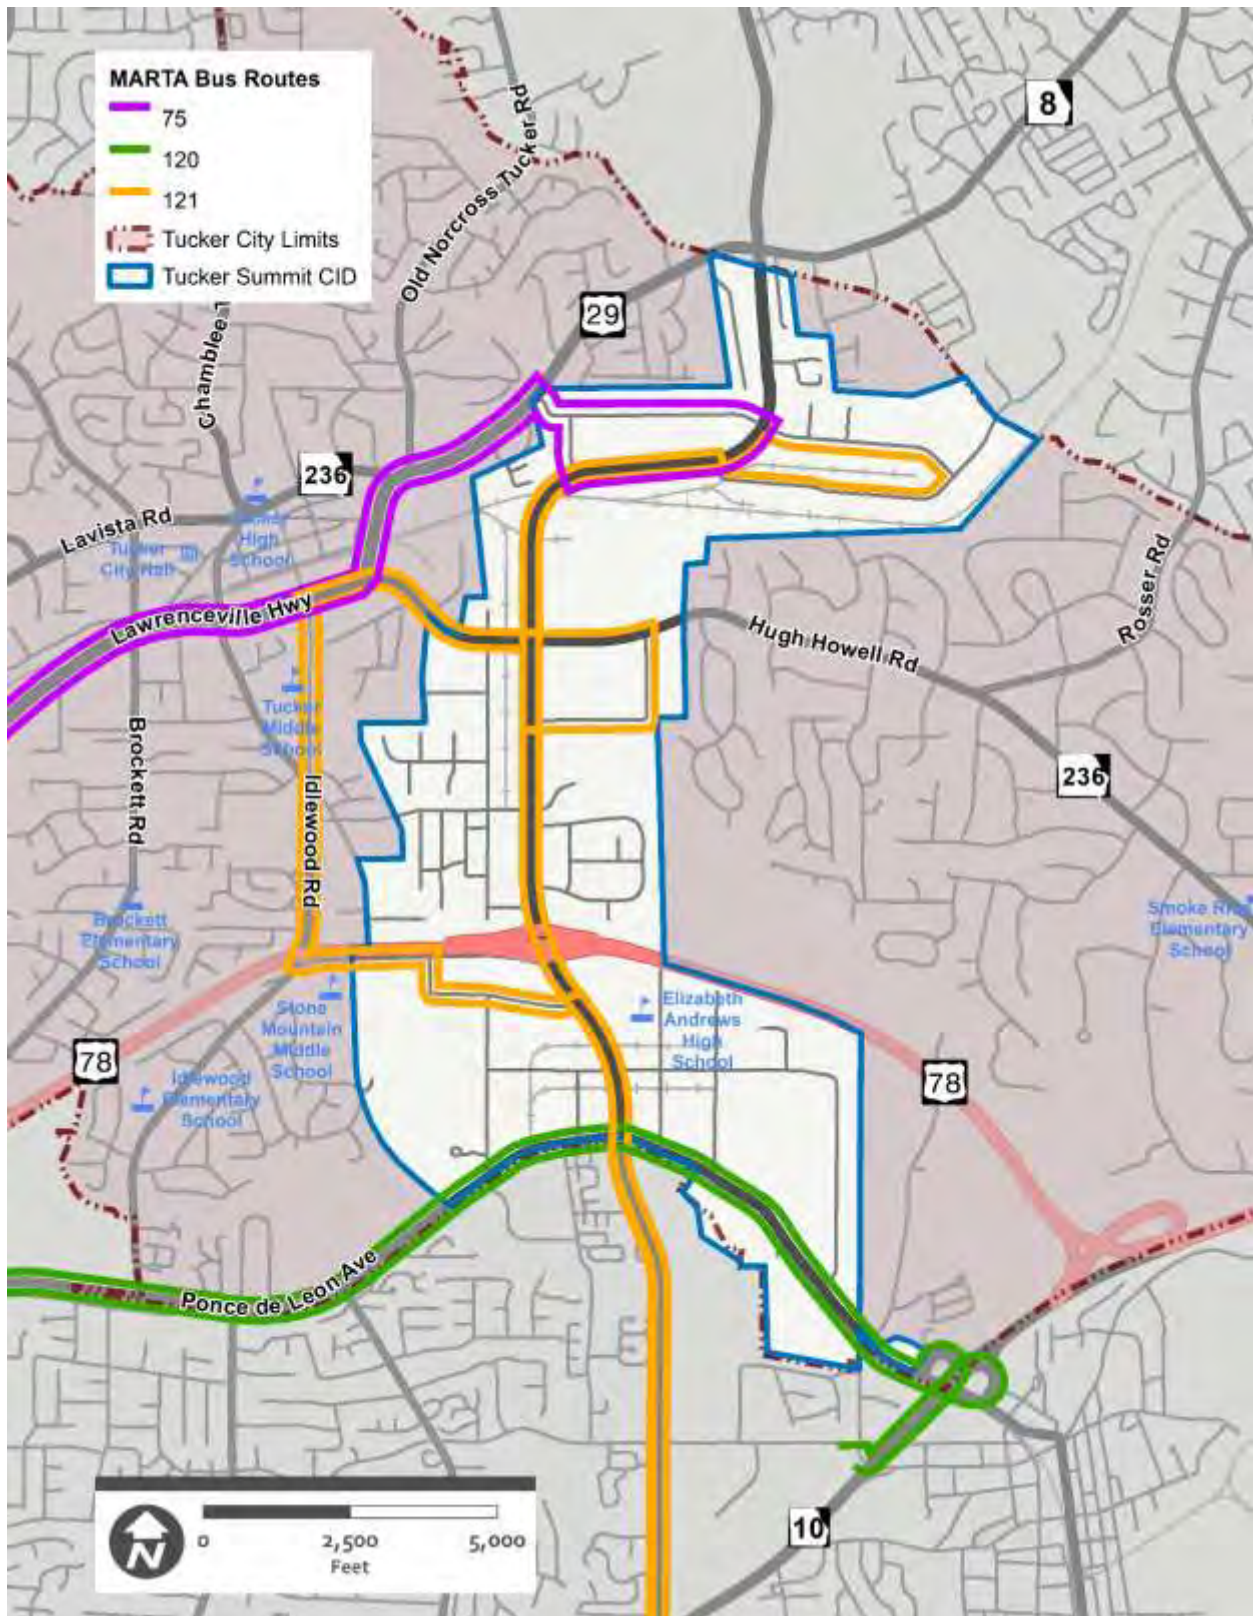 MARTA Bus Routes
75
120
121
Tucker City Limits
Tucker Summit CID
8
Old Norcross Tucker Rd
29
Chamblee
236
Lavista Rd
High
School
Tucker
City Hall
Lawrenceville Hwy
Rosser Rd
Hugh Howell Rd
Tucker
Middle
School
Brockett Rd
Idlewood Rd
236
Brockett
Elementary
School
Smoke Rise
Elementary
School
Stone
Mountain
Middle
School
Elizabeth
Andrews
High
School
78
78
Idlewood
Elementary
School
Ponce de Leon Ave
10
N
0
2,500
5,000
Feet